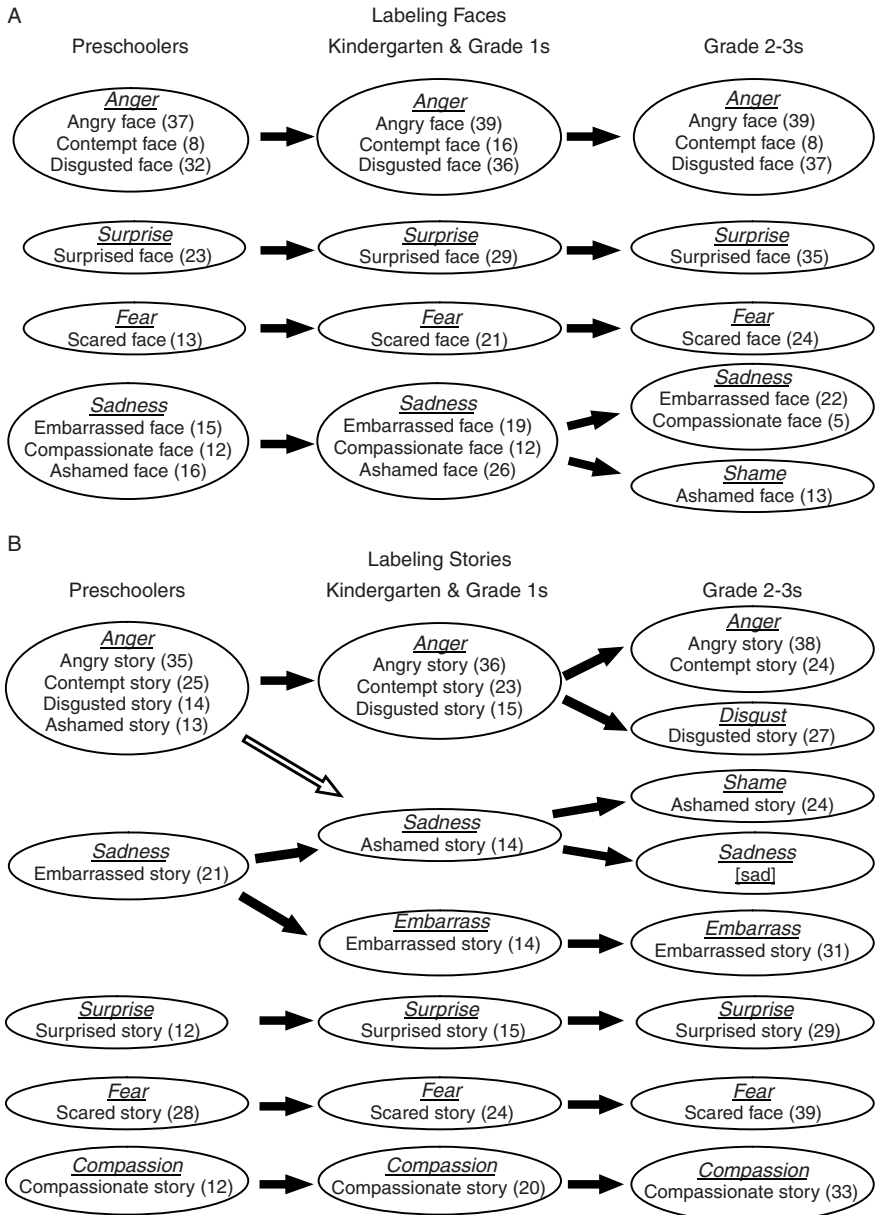 A
Labeling Faces
Preschoolers
Kindergarten & Grade 1s
Grade 2-3s
Anger
Angry face (37)
Contempt face (8)
Disgusted face (32)
Anger
Angry face (39)
Contempt face (16)
Disgusted face (36)
Anger
Angry face (39)
Contempt face (8)
Disgusted face (37)
Surprise
Surprised face (23)
Surprise
Surprised face (29)
Surprise
Surprised face (35)
Fear
Scared face (13)
Fear
Scared face (21)
Fear
Scared face (24)
Sadness
Embarrassed face (15)
Compassionate face (12)
Ashamed face (16)
Sadness
Embarrassed face (19)
Compassionate face (12)
Ashamed face (26)
Sadness
Embarrassed face (22)
Compassionate face (5)
Shame
Ashamed face (13)
B
Labeling Stories
Preschoolers
Kindergarten & Grade 1s
Grade 2-3s
Anger
Angry story (35)
Contempt story (25)
Disgusted story (14)
Ashamed story (13)
Anger
Angry story (36)
Contempt story (23)
Disgusted story (15)
Anger
Angry story (38)
Contempt story (24)
Disgust
Disgusted story (27)
Sadness
Embarrassed story (21)
Sadness
Ashamed story (14)
Shame
Ashamed story (24)
Sadness
[sad]
Embarrass
Embarrassed story (14)
Embarrass
Embarrassed story (31)
Surprise
Surprised story (12)
Surprise
Surprised story (15)
Surprise
Surprised story (29)
Fear
Scared story (28)
Fear
Scared story (24)
Fear
Scared face (39)
Compassion
Compassionate story (12)
Compassion
Compassionate story (20)
Compassion
Compassionate story (33)